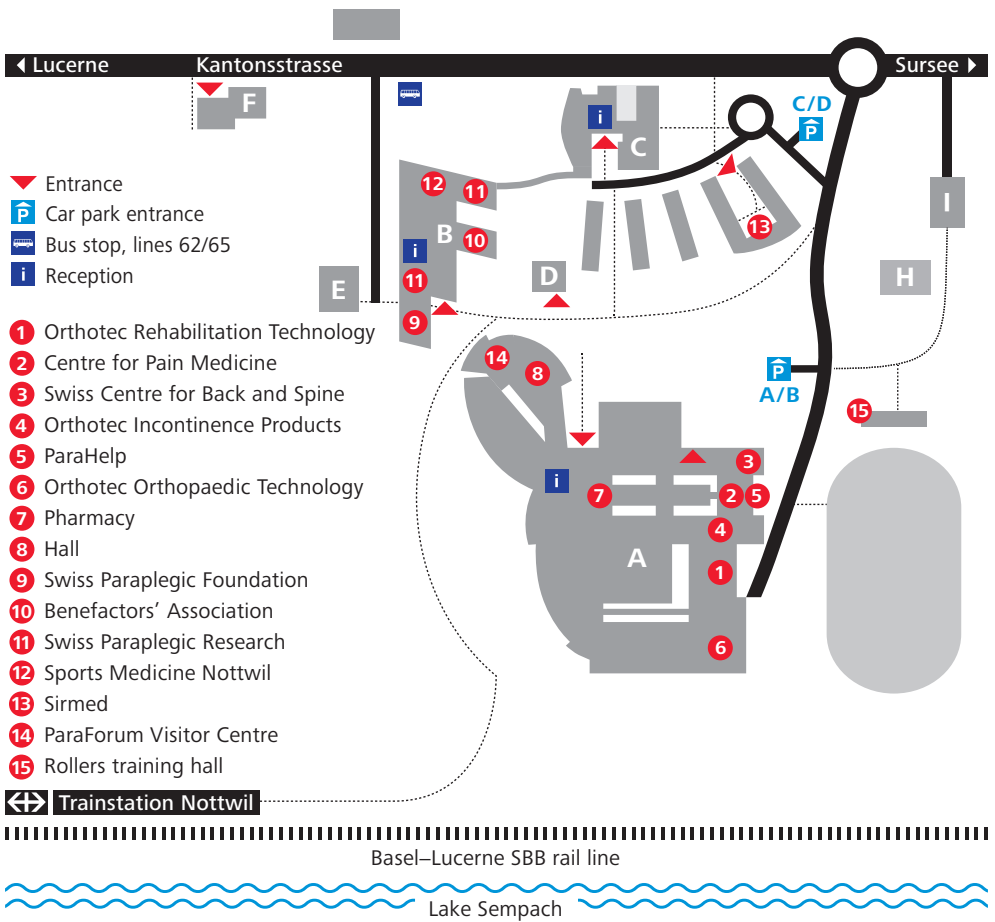 Lucerne
Kantonsstrasse
Sursee
F
C/D
P
i
C
Entrance
P Car park entrance
Bus stop, lines 62/65
i Reception
12
11
B
10
i
11
9
E
D
13
I
H
1 Orthotec Rehabilitation Technology
2 Centre for Pain Medicine
3 Swiss Centre for Back and Spine
4 Orthotec Incontinence Products
5 ParaHelp
6 Orthotec Orthopaedic Technology
7 Pharmacy
8 Hall
9 Swiss Paraplegic Foundation
10 Benefactors’ Association
11 Swiss Paraplegic Research
12 Sports Medicine Nottwil
13 Sirmed
14 ParaForum Visitor Centre
15 Rollers training hall
14
8
P
A/B
15
i
3
7
2
5
4
A
1
6
Trainstation Nottwil
Basel–Lucerne SBB rail line
Lake Sempach